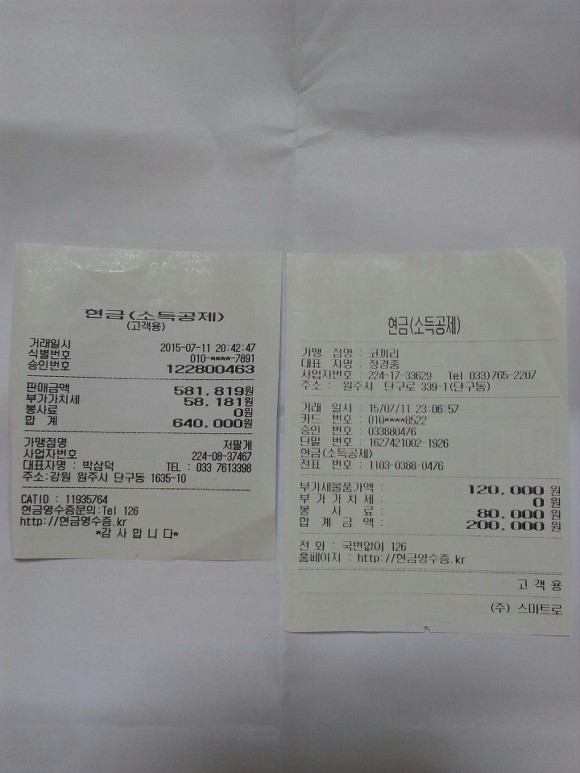 현금(소득공제)
(고객용)
거래일시 2015-07-11 20:42:47
식별번호 010-****-7891
승인번호 122800463
판매금액 581,819원
부가가치세 58,181원
봉사료 0원
합 계 640,000원
가맹점명 저팔계
사업자번호 224-08-37467
대표자명 : 박삼덕 TEL : 033 7613398
주소:강원 원주시 단구동 1635-10
CATID : 11935764
현금영수증문의:Tel 126
http://현금영수증.kr
*감사합니다*
현금(소득공제)
가맹 점명 : 코끼리
대표 자명 : 장경중
사업자번호 : 224-17-33629 Tel 033)765-2207
주소 : 원주시 단구로 339-1(단구동)
거래 일시 : 15/07/11 23:06:57
카드 번호 : 010****8522
승인 번호 : 033880476
단말 번호 : 1627421002-1926
현금(소득공제)
전표 번호 : 1103-0388-0476
부가세물품가액 : 120,000 원
부 가 가 치 세 : 0 원
봉 사 료 : 80,000 원
합 계 금 액 : 200,000 원
전 화 : 국번없이 126
홈페이지 : http://현금영수증.kr
고 객 용
(주) 스마트로